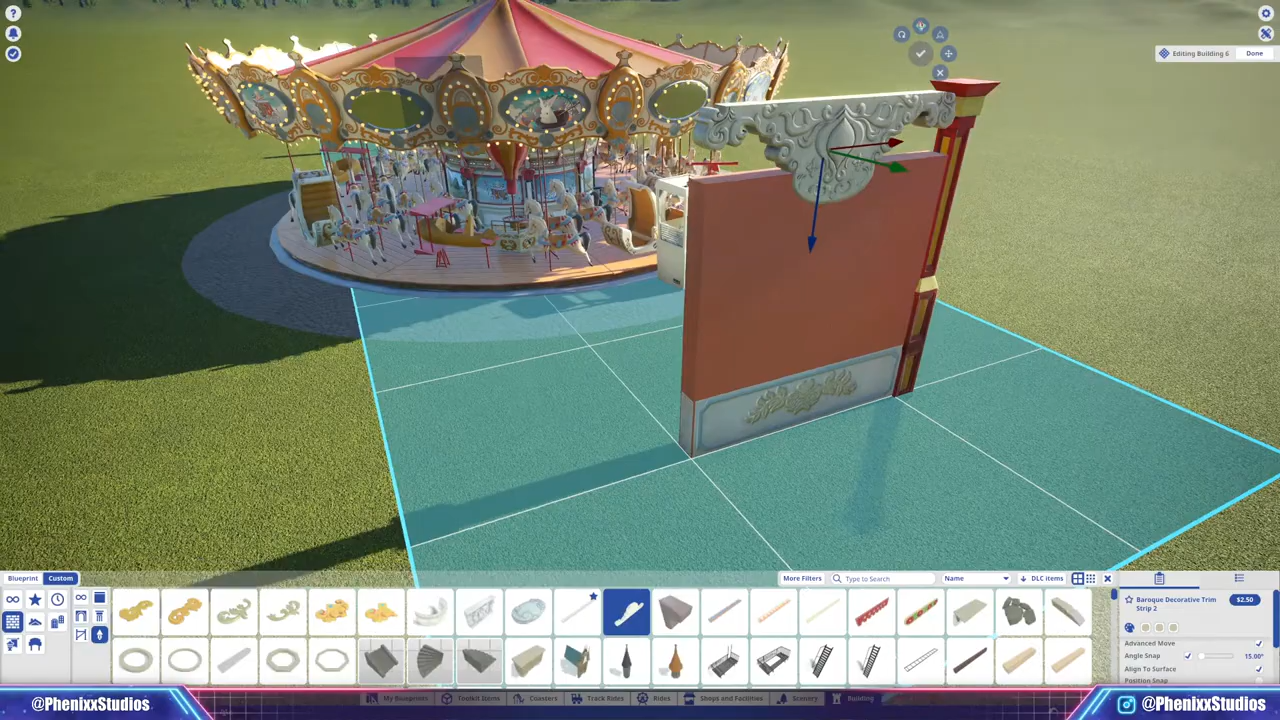 ?
Editing Building 6
Done
Blueprint
Custom
More Filters
Type to Search
Name
DLC items
Baroque Decorative Trim
Strip 2
$2.50
Advanced Move
Angle Snap
15.00°
Align To Surface
Position Snap
My Blueprints
Toolkit Items
Coasters
Track Rides
Rides
Shops and Facilities
Scenery
Building
@PhenixxStudios
@PhenixxStudios